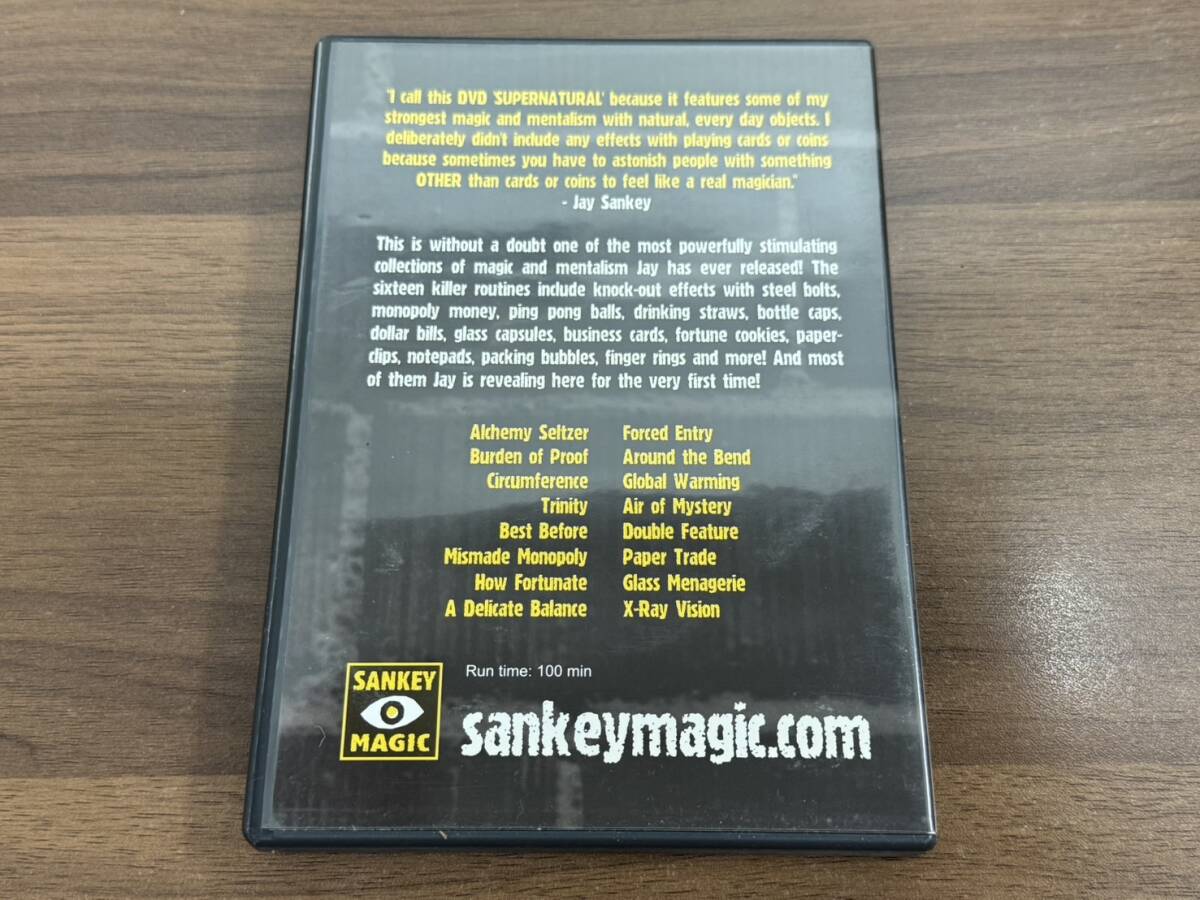 "I call this DVD 'SUPERNATURAL' because it features some of my
strongest magic and mentalism with natural, every day objects. I
deliberately didn't include any effects with playing cards or coins
because sometimes you have to astonish people with something
OTHER than cards or coins to feel like a real magician."
- Jay Sankey
This is without a doubt one of the most powerfully stimulating
collections of magic and mentalism Jay has ever released! The
sixteen killer routines include knock-out effects with steel bolts,
monopoly money, ping pong balls, drinking straws, bottle caps,
dollar bills, glass capsules, business cards, fortune cookies, paper-
clips, notepads, packing bubbles, finger rings and more! And most
of them Jay is revealing here for the very first time!
Alchemy Seltzer
Burden of Proof
Circumference
Trinity
Best Before
Mismade Monopoly
How Fortunate
A Delicate Balance
Forced Entry
Around the Bend
Global Warming
Air of Mystery
Double Feature
Paper Trade
Glass Menagerie
X-Ray Vision
SANKEY
MAGIC
Run time: 100 min
sankeymagic.com